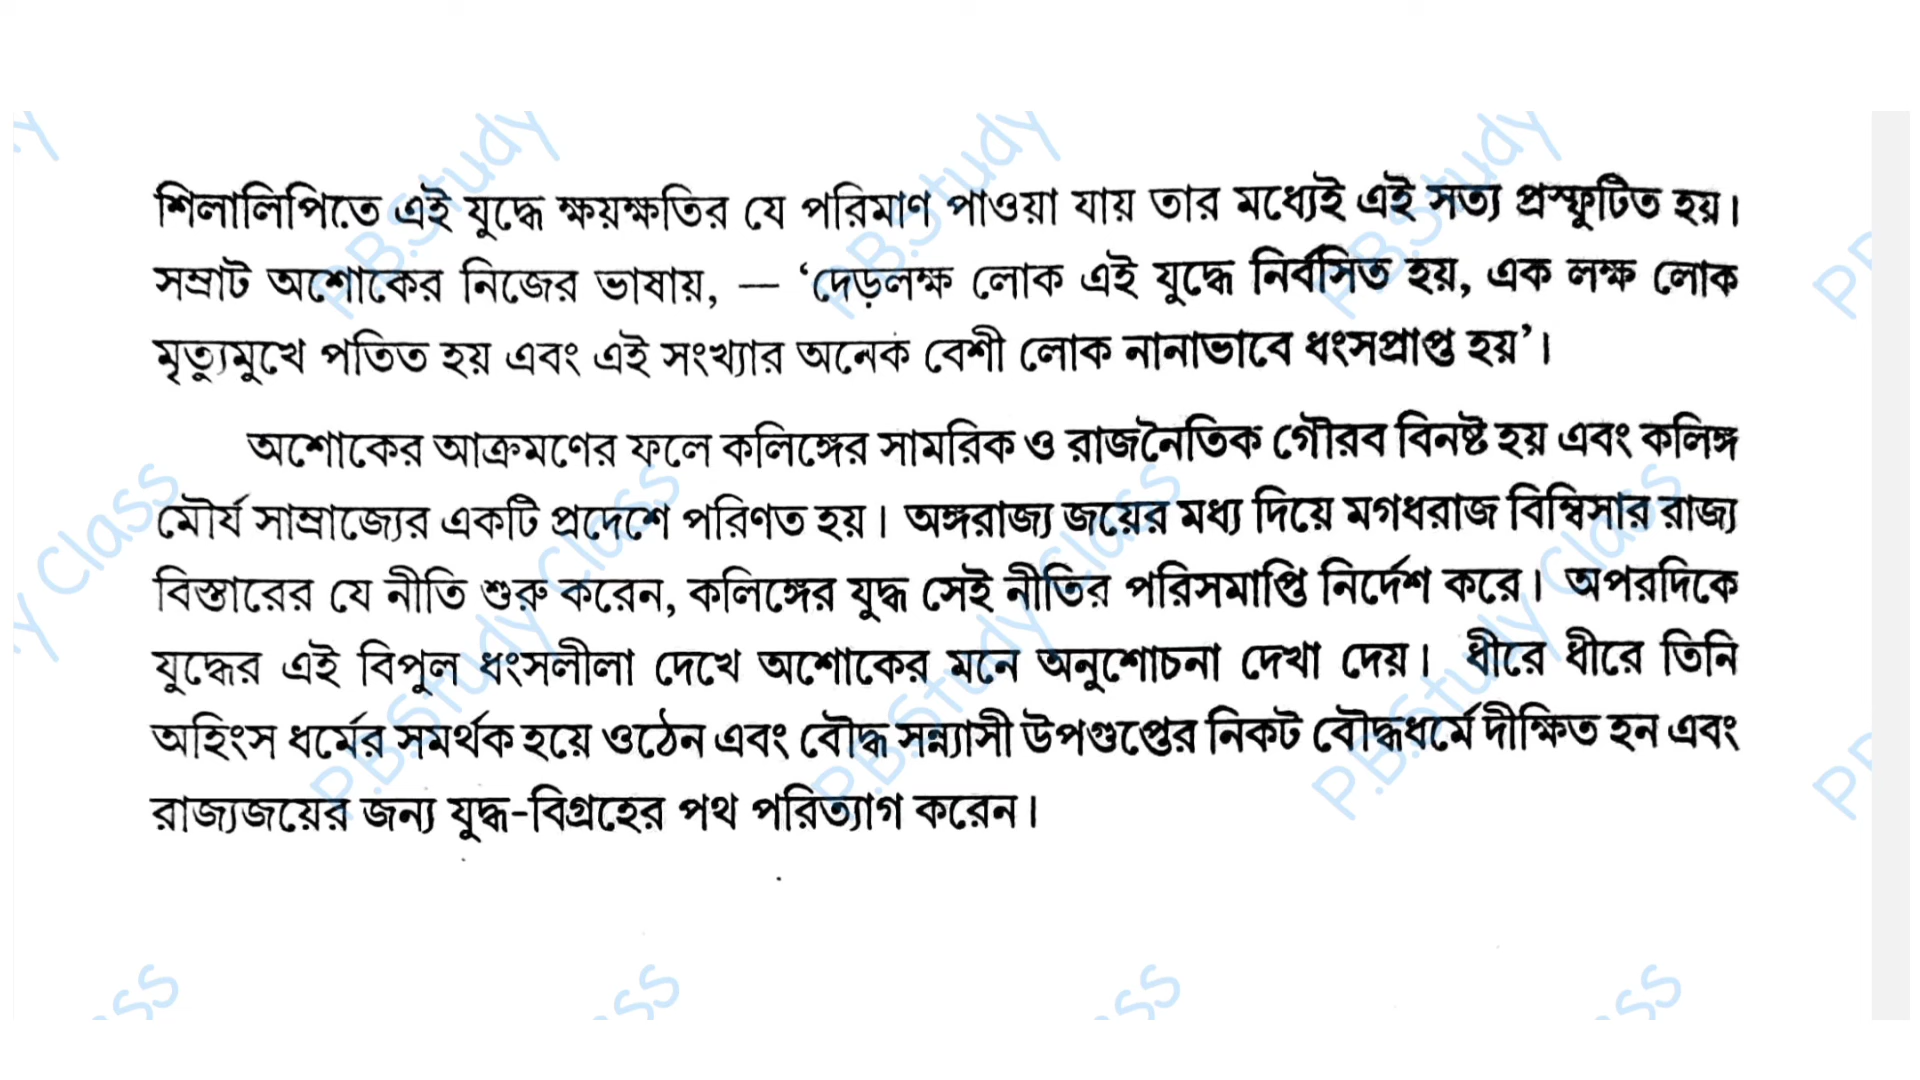 শিলালিপিতে এই যুদ্ধে ক্ষয়ক্ষতির যে পরিমাণ পাওয়া যায় তার মধ্যেই এই সত্য প্রস্ফুটিত হয়।
সম্রাট অশোকের নিজের ভাষায়, — ‘দেড়লক্ষ লোক এই যুদ্ধে নির্বসিত হয়, এক লক্ষ লোক
মৃত্যুমুখে পতিত হয় এবং এই সংখ্যার অনেক বেশী লোক নানাভাবে ধংসপ্রাপ্ত হয়’।
অশোকের আক্রমণের ফলে কলিঙ্গের সামরিক ও রাজনৈতিক গৌরব বিনষ্ট হয় এবং কলিঙ্গ
মৌর্য সাম্রাজ্যের একটি প্রদেশে পরিণত হয়। অঙ্গরাজ্য জয়ের মধ্য দিয়ে মগধরাজ বিম্বিসার রাজ্য
বিস্তারের যে নীতি শুরু করেন, কলিঙ্গের যুদ্ধ সেই নীতির পরিসমাপ্তি নির্দেশ করে। অপরদিকে
যুদ্ধের এই বিপুল ধংসলীলা দেখে অশোকের মনে অনুশোচনা দেখা দেয়। ধীরে ধীরে তিনি
অহিংস ধর্মের সমর্থক হয়ে ওঠেন এবং বৌদ্ধ সন্ন্যাসী উপগুপ্তের নিকট বৌদ্ধধর্মে দীক্ষিত হন এবং
রাজ্যজয়ের জন্য যুদ্ধ-বিগ্রহের পথ পরিত্যাগ করেন।
P.B.Study Class